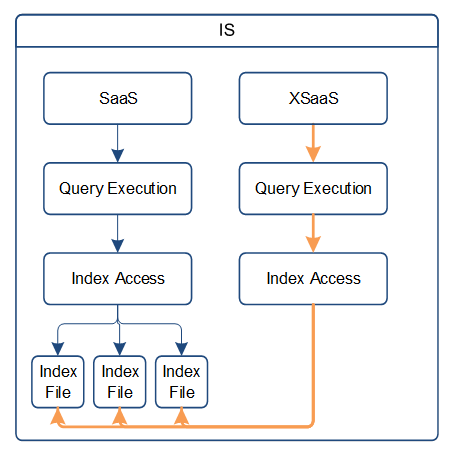 IS
SaaS
XSaaS
Query Execution
Query Execution
Index Access
Index Access
Index
File
Index
File
Index
File